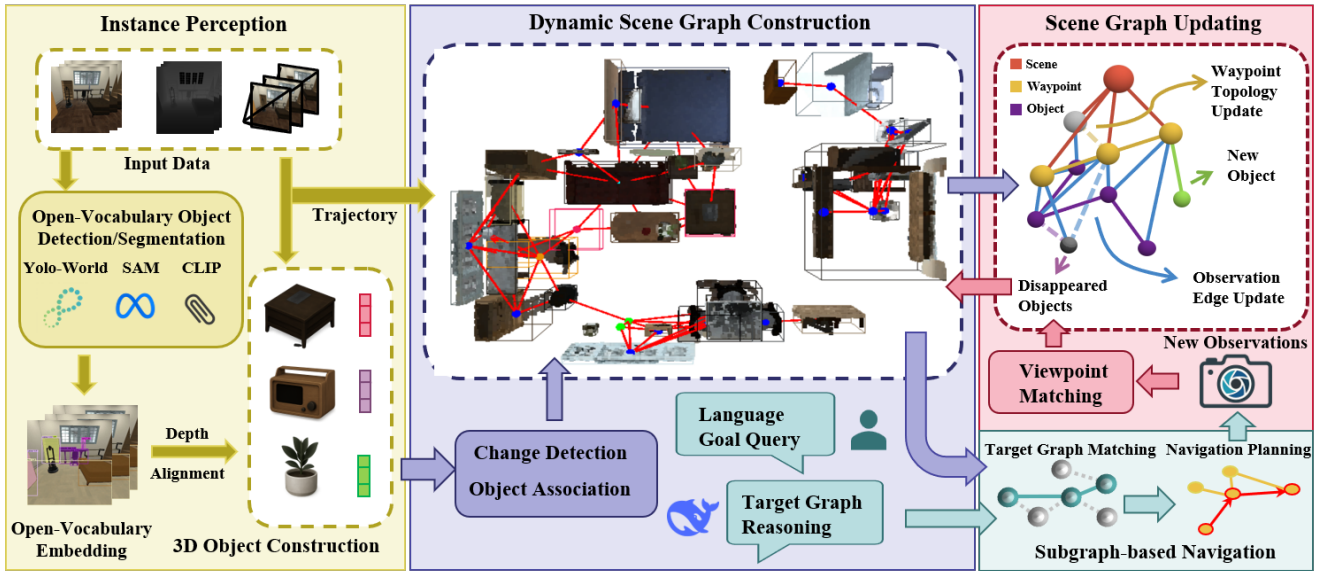 Instance Perception
Input Data
Open-Vocabulary Object
Detection/Segmentation
Yolo-World SAM CLIP
Trajectory
Depth
Alignment
Open-Vocabulary
Embedding
3D Object Construction
Dynamic Scene Graph Construction
Change Detection
Object Association
Language
Goal Query
Target Graph
Reasoning
Scene Graph Updating
Scene
Waypoint
Object
Waypoint
Topology
Update
New
Object
Disappeared
Objects
Observation
Edge Update
New Observations
Viewpoint
Matching
Target Graph Matching
Navigation Planning
Subgraph-based Navigation